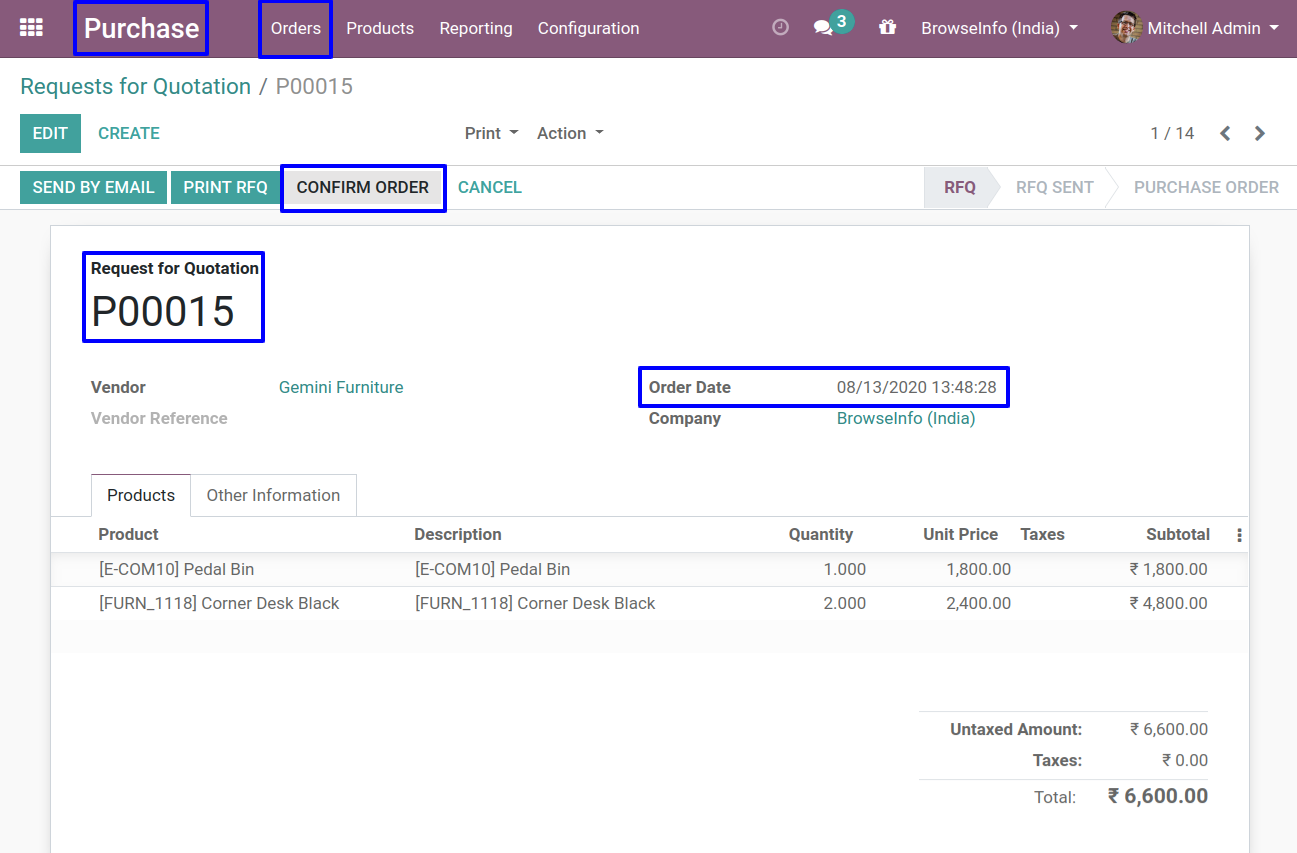 Purchase Orders Products Reporting Configuration 3 BrowseInfo (India) Mitchell Admin
Requests for Quotation / P00015
EDIT CREATE Print Action 1 / 14
SEND BY EMAIL PRINT RFQ CONFIRM ORDER CANCEL RFQ RFQ SENT PURCHASE ORDER
Request for Quotation
P00015
Vendor Gemini Furniture Order Date 08/13/2020 13:48:28
Vendor Reference Company BrowseInfo (India)
Products Other Information
Product Description Quantity Unit Price Taxes Subtotal
[E-COM10] Pedal Bin [E-COM10] Pedal Bin 1.000 1,800.00 ₹ 1,800.00
[FURN_1118] Corner Desk Black [FURN_1118] Corner Desk Black 2.000 2,400.00 ₹ 4,800.00
Untaxed Amount: ₹ 6,600.00
Taxes: ₹ 0.00
Total: ₹ 6,600.00